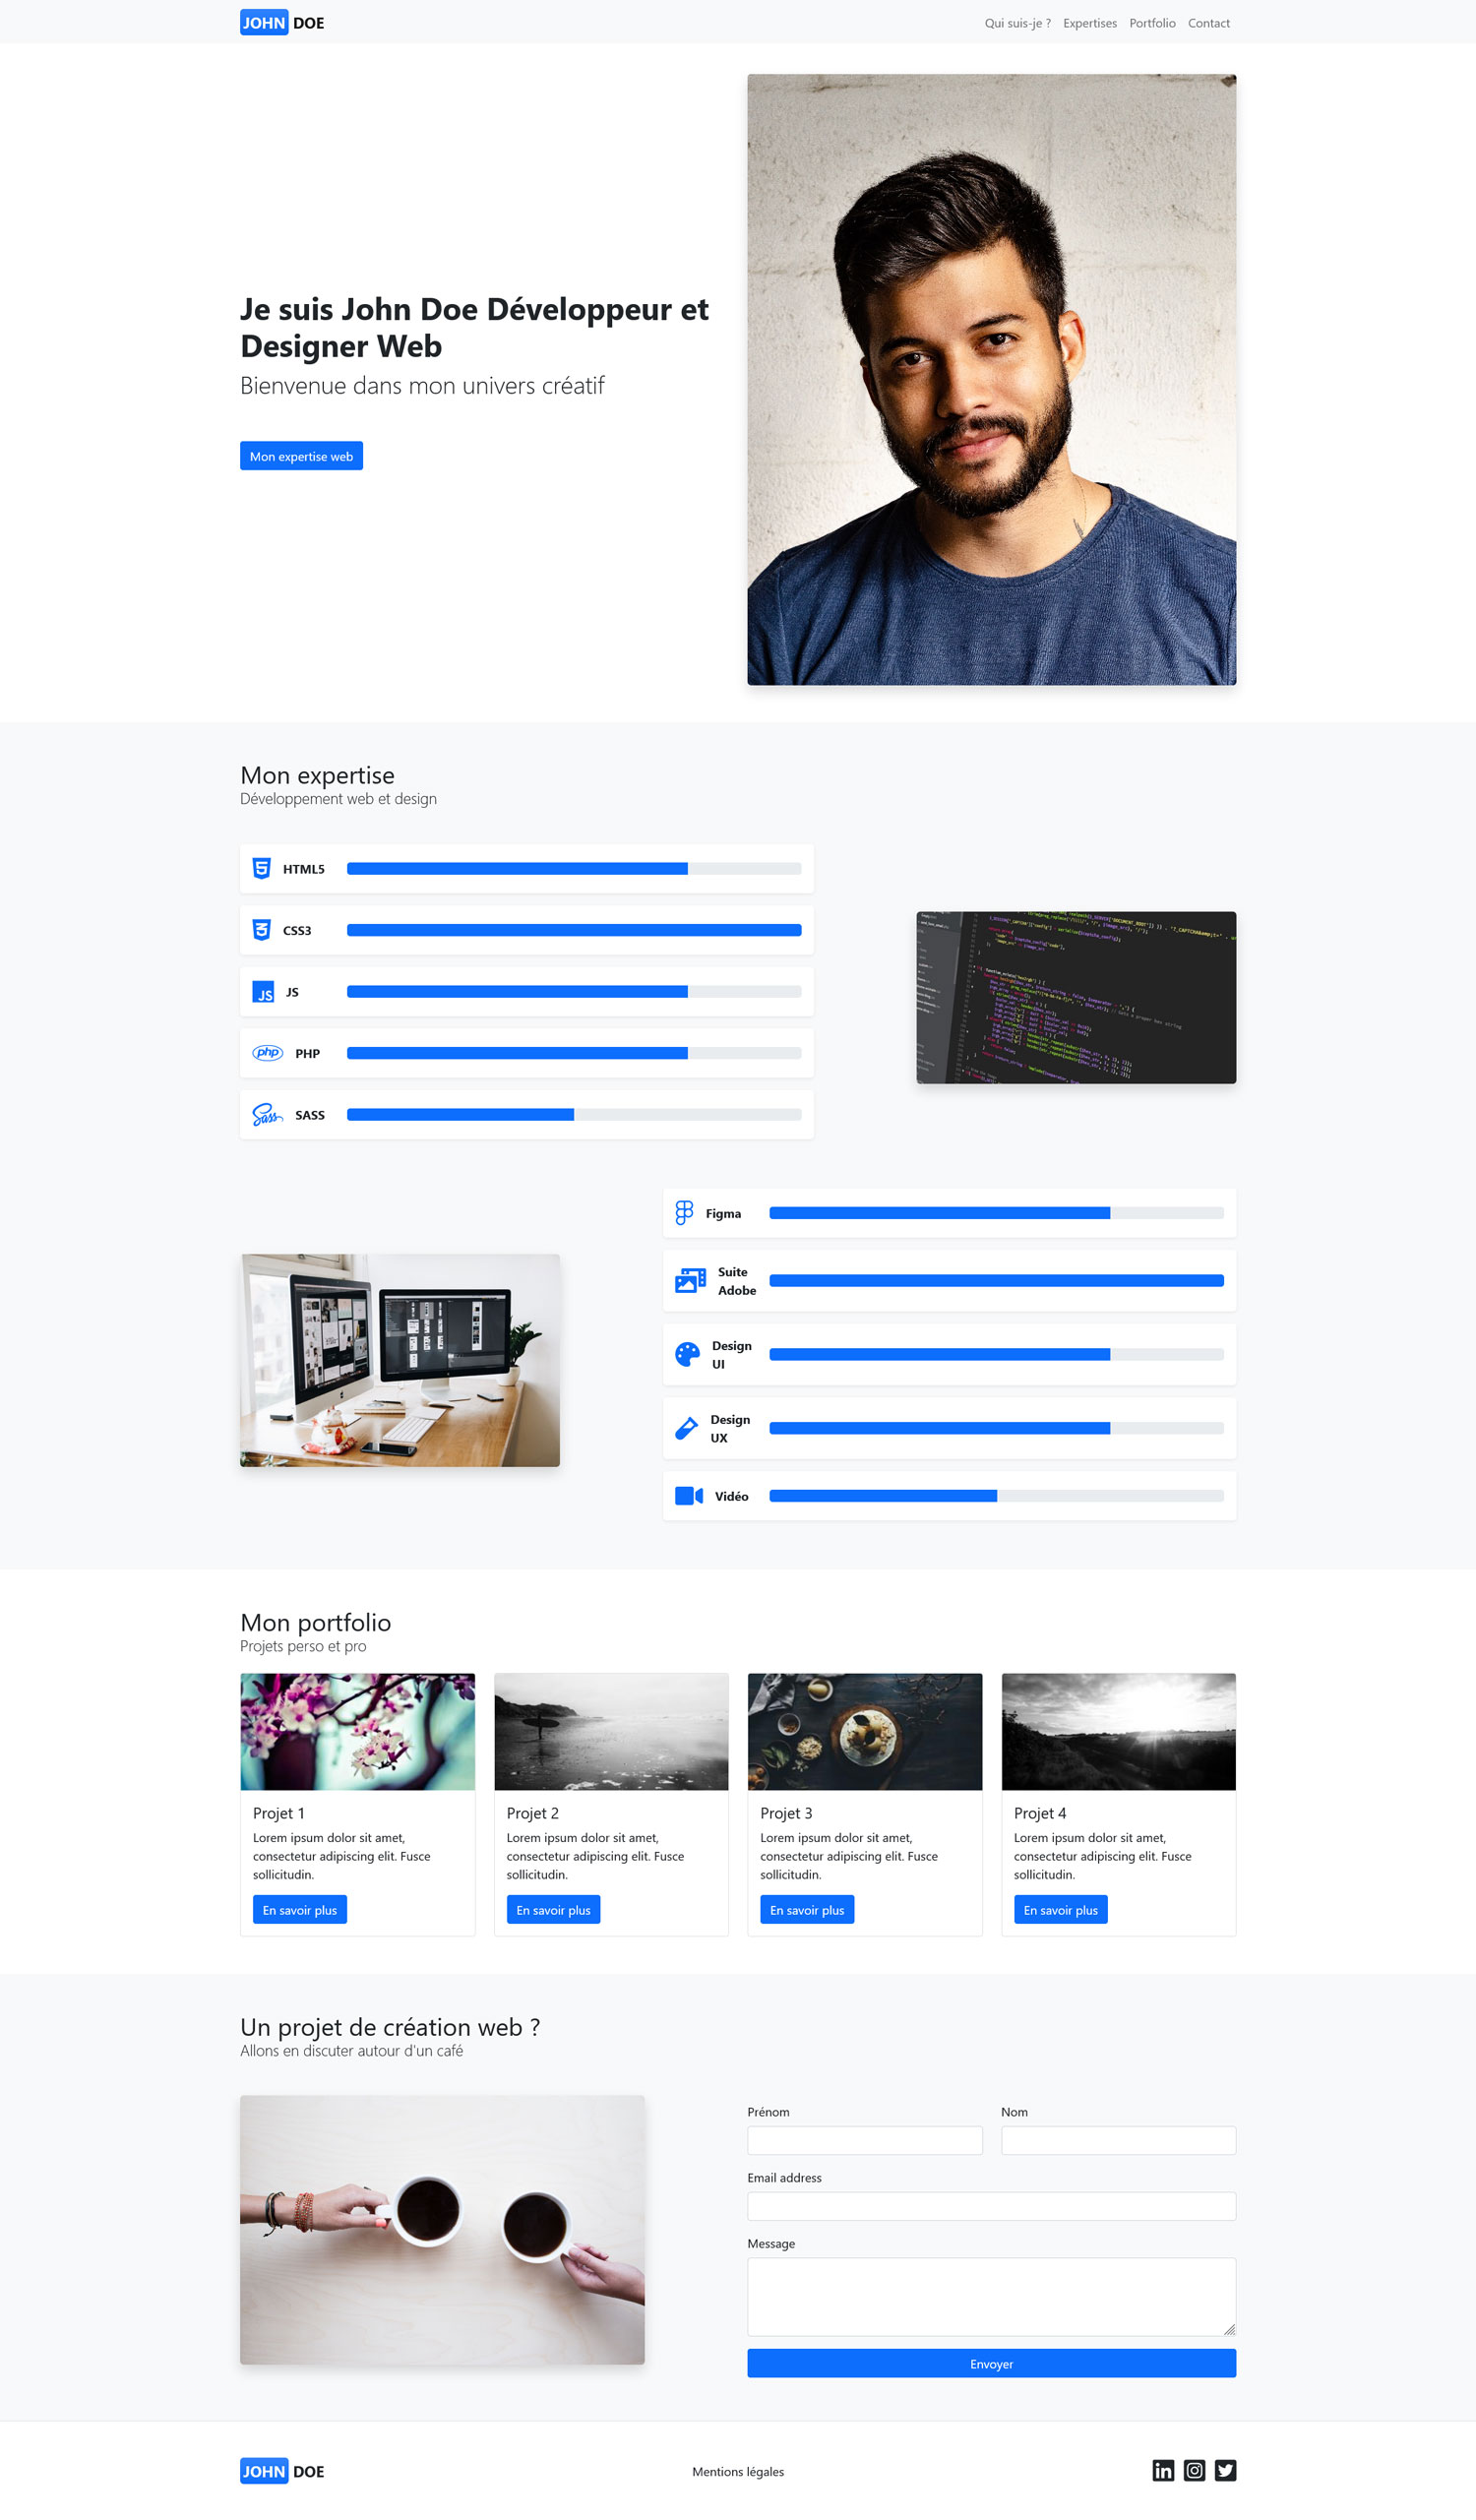 JOHN DOE
Qui suis-je ? Expertises Portfolio Contact
Je suis John Doe Développeur et
Designer Web
Bienvenue dans mon univers créatif
Mon expertise web
Mon expertise
Développement web et design
HTML5
CSS3
JS JS
php PHP
Sass SASS
Figma
Suite
Adobe
Design
UI
Design
UX
Vidéo
Mon portfolio
Projets perso et pro
Projet 1
Lorem ipsum dolor sit amet,
consectetur adipiscing elit. Fusce
sollicitudin.
En savoir plus
Projet 2
Lorem ipsum dolor sit amet,
consectetur adipiscing elit. Fusce
sollicitudin.
En savoir plus
Projet 3
Lorem ipsum dolor sit amet,
consectetur adipiscing elit. Fusce
sollicitudin.
En savoir plus
Projet 4
Lorem ipsum dolor sit amet,
consectetur adipiscing elit. Fusce
sollicitudin.
En savoir plus
Un projet de création web ?
Allons en discuter autour d'un café
Prénom
Nom
Email address
Message
Envoyer
JOHN DOE
Mentions légales
in